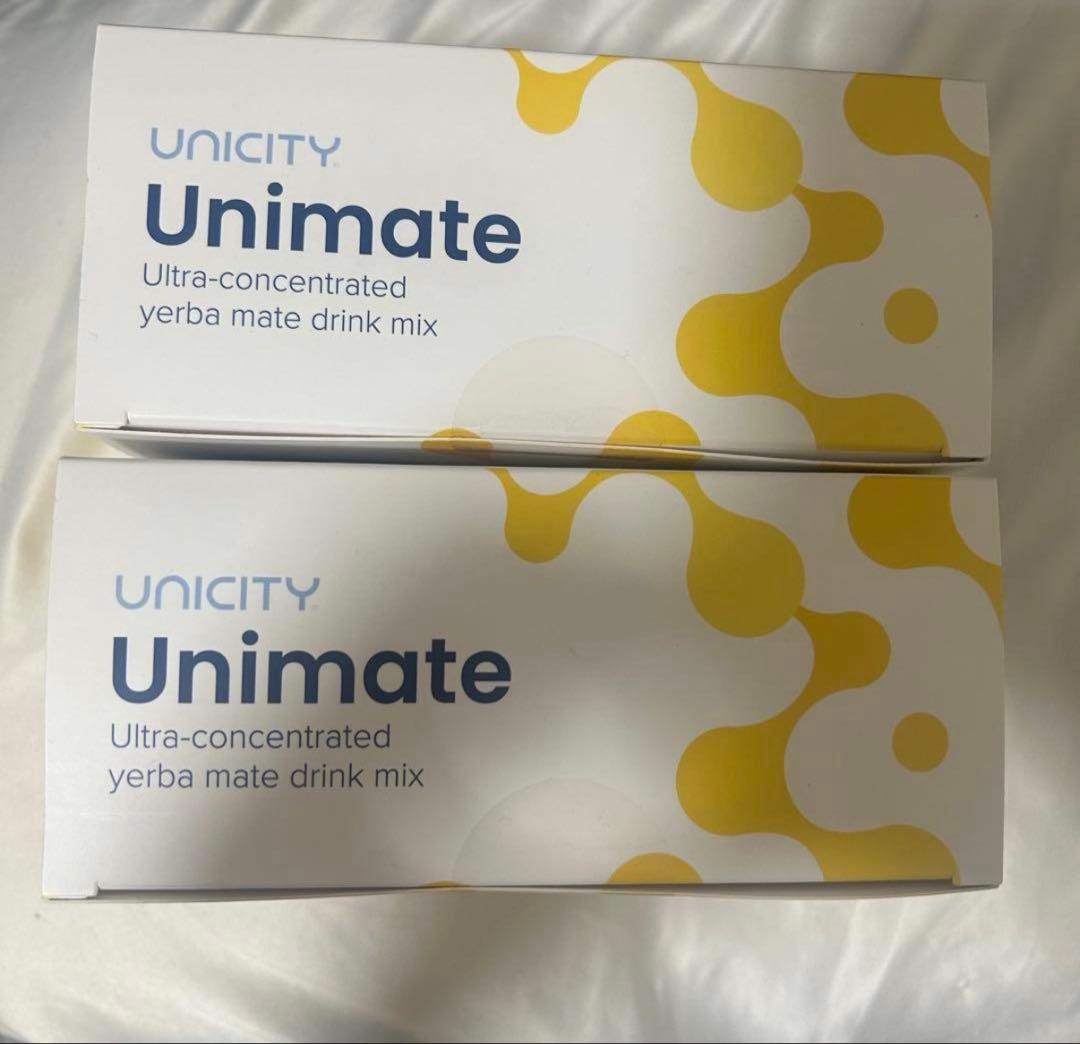 UNICITY
Unimate
Ultra-concentrated
yerba mate drink mix
UNICITY
Unimate
Ultra-concentrated
yerba mate drink mix